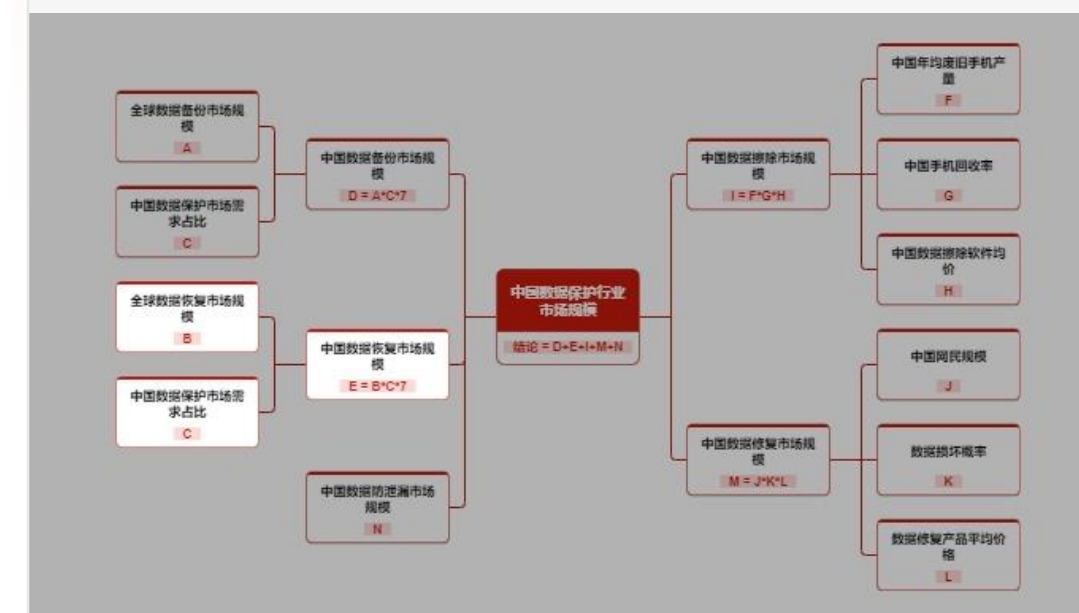 全球数据备份市场规
模
A
中国数据保护市场需
求占比
C
中国数据备份市场规
模
D = A*C*7
全球数据恢复市场规
模
B
中国数据保护市场需
求占比
C
中国数据恢复市场规
模
E = B*C*7
中国数据防泄漏市场
规模
N
中国数据保护行业
市场规模
结论 = D+E+I+M+N
中国数据擦除市场规
模
I = F*G*H
中国年均废旧手机产
量
F
中国手机回收率
G
中国数据擦除软件均
价
H
中国数据修复市场规
模
M = J*K*L
中国网民规模
J
数据损坏概率
K
数据修复产品平均价
格
L